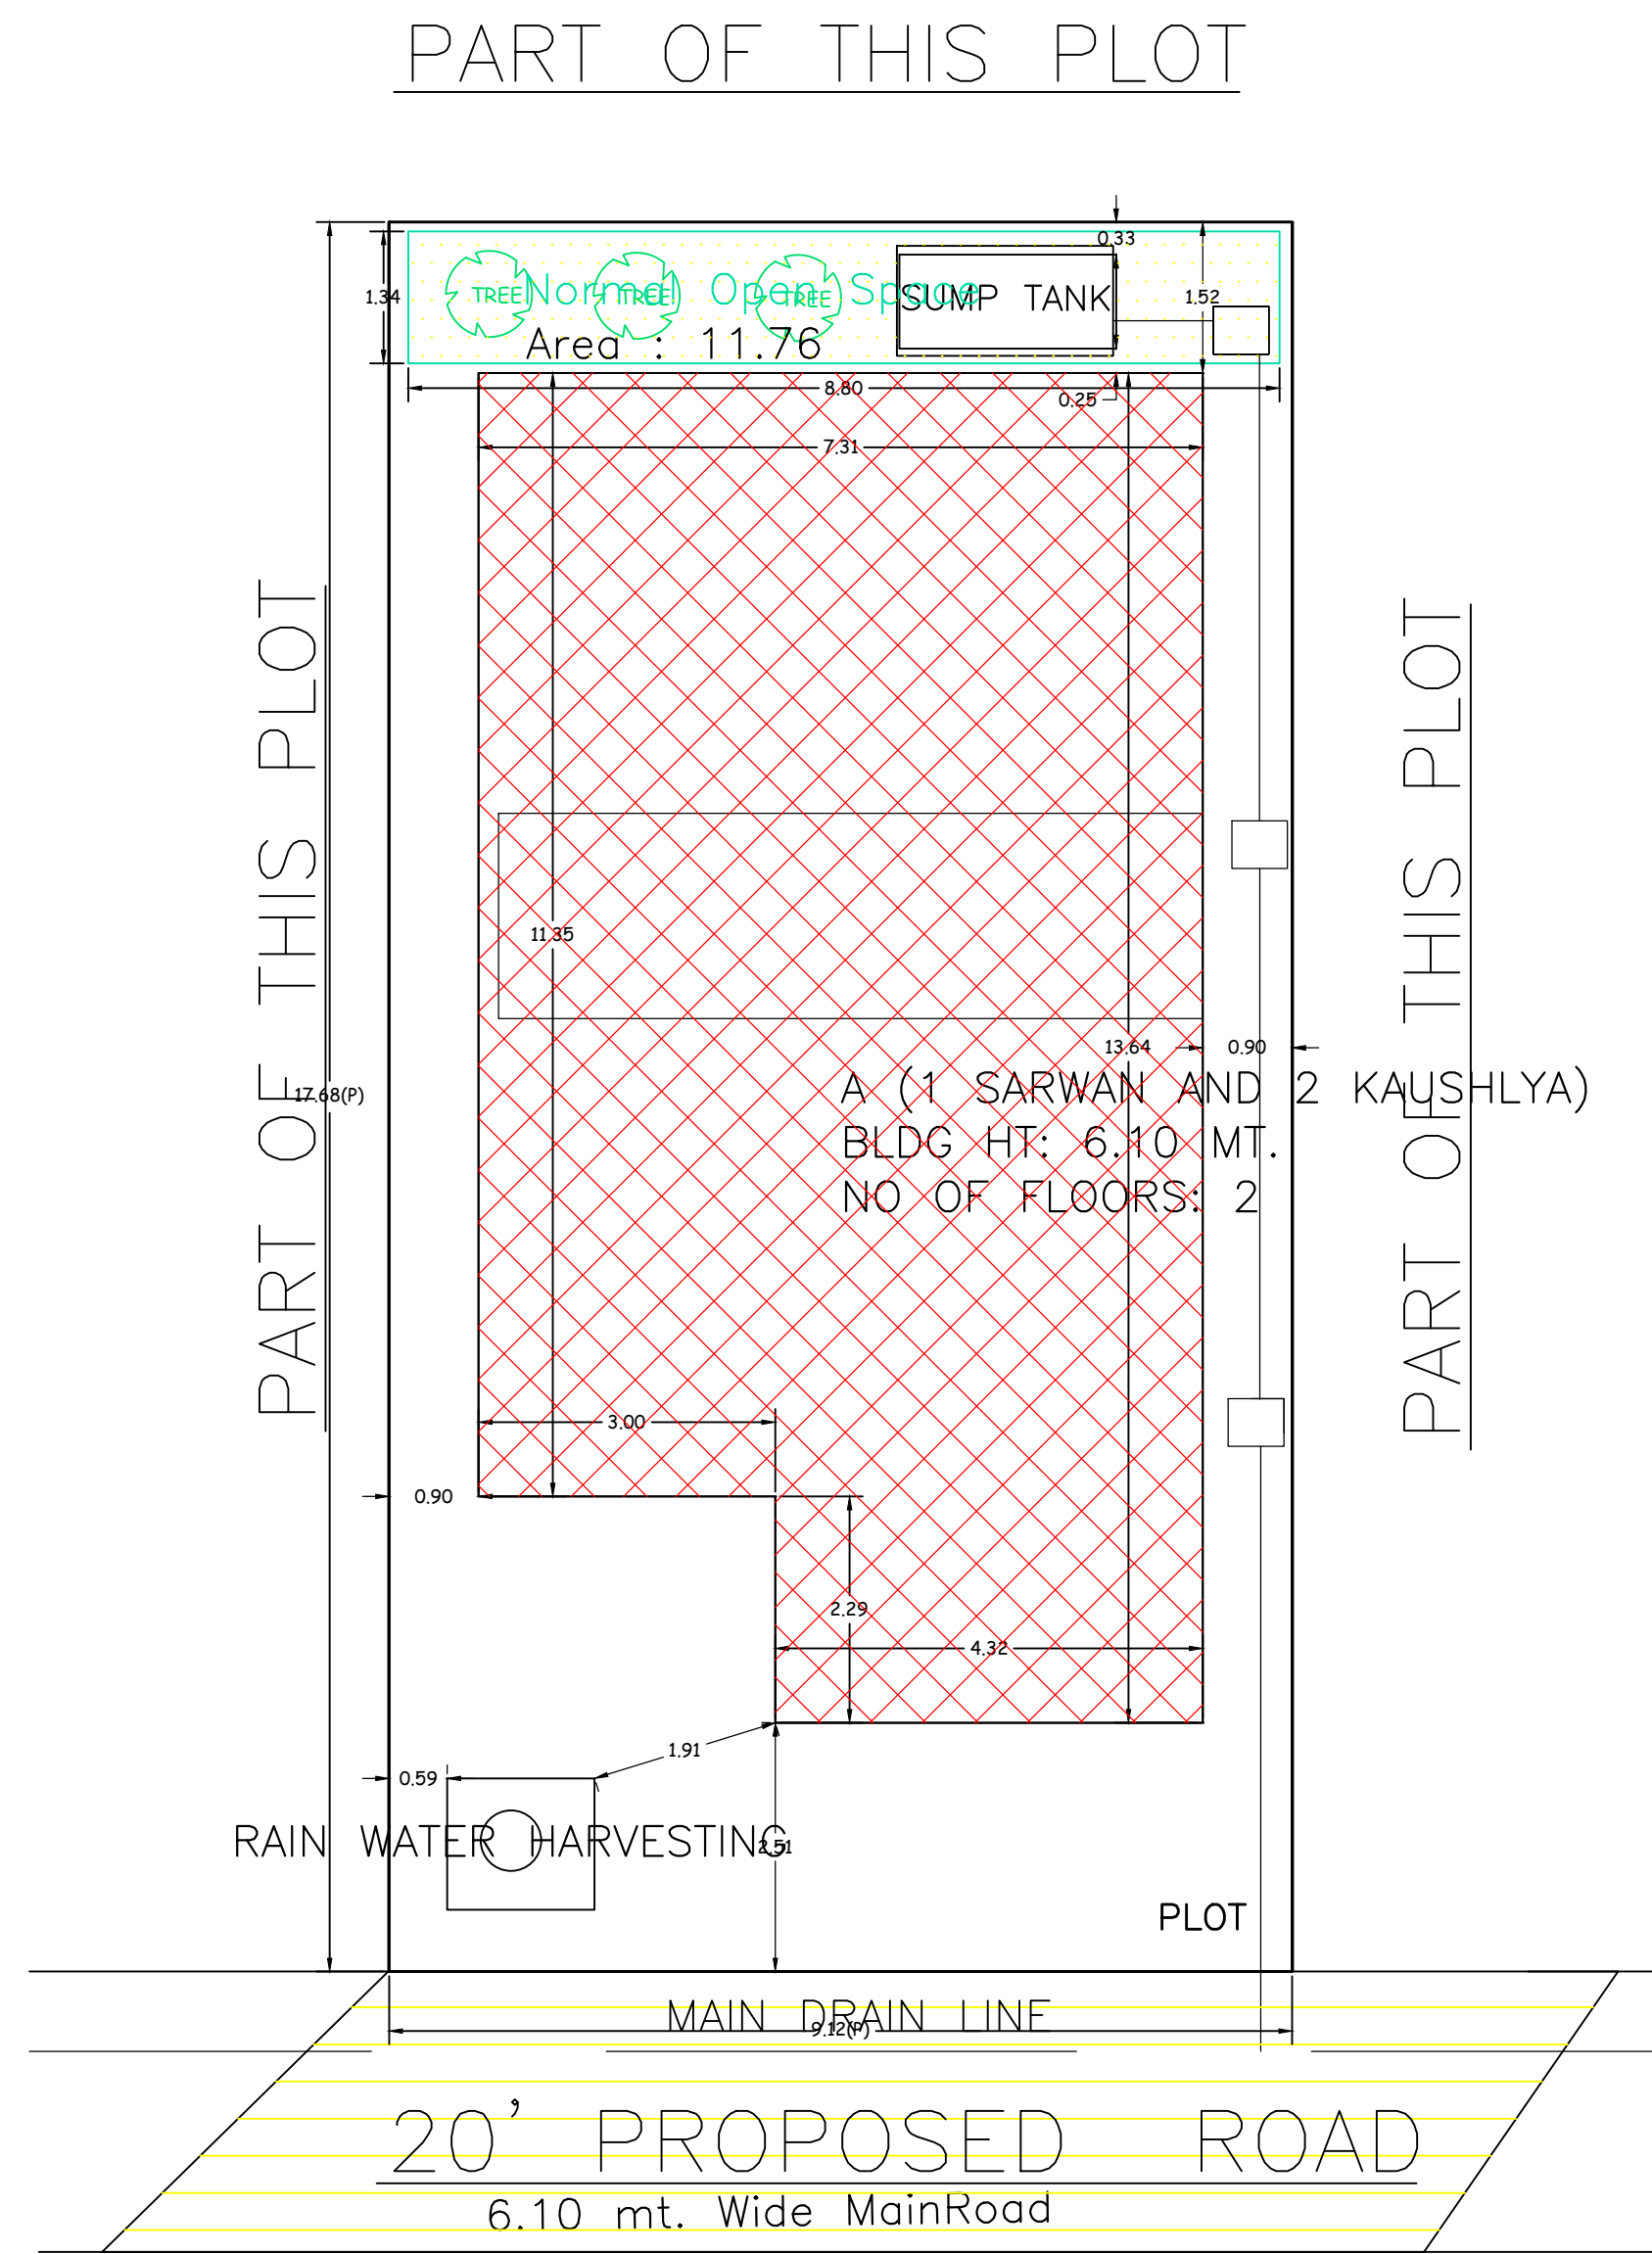 PART OF THIS PLOT
0.33
1.34
TREE
TREE
TREE
Normal Open Space
SUMP TANK
1.52
Area : 11.76
8.80
0.25
7.31
PART OF THIS PLOT
PART OF THIS PLOT
11.35
13.64
0.90
17.68(P)
A (1 SARWAN AND 2 KAUSHLYA)
BLDG HT: 6.10 MT.
NO OF FLOORS: 2
3.00
0.90
2.29
4.32
1.91
0.59
RAIN WATER HARVESTING
2.51
PLOT
MAIN DRAIN LINE
9.12(P)
20' PROPOSED ROAD
6.10 mt. Wide MainRoad